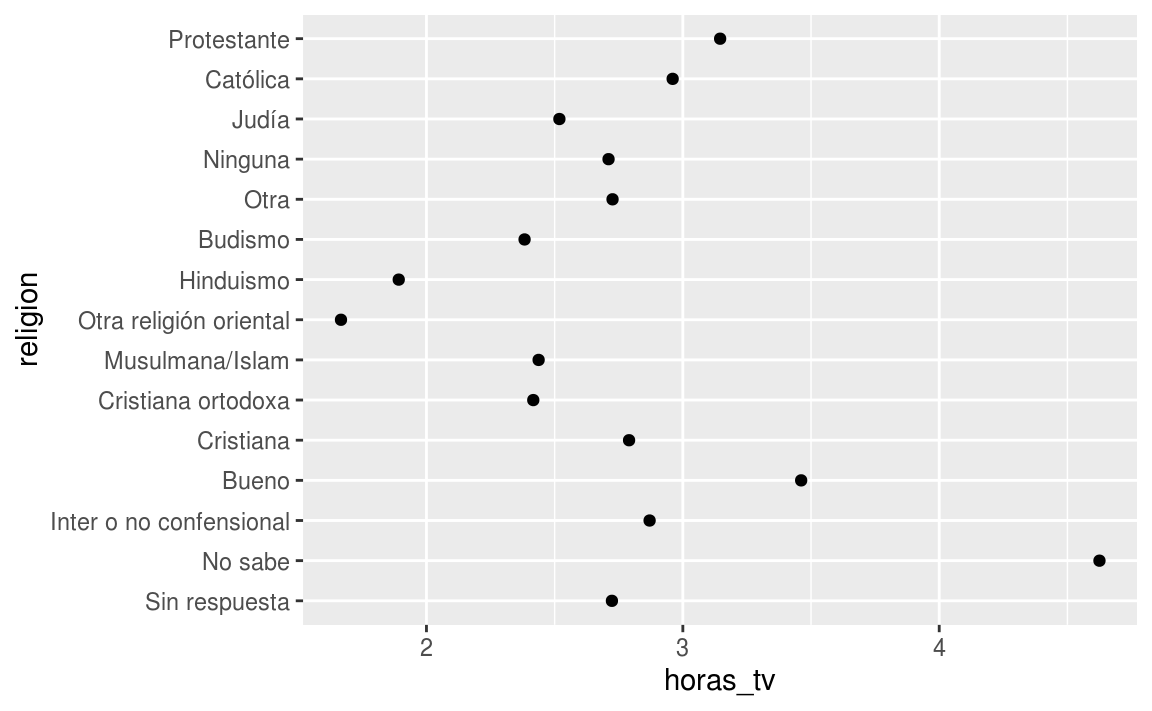 Protestante
Católica
Judía
Ninguna
Otra
Budismo
Hinduismo
Otra religión oriental
Musulmana/Islam
Cristiana ortodoxa
Cristiana
Bueno
Inter o no confensional
No sabe
Sin respuesta
religion
2 3 4
horas_tv